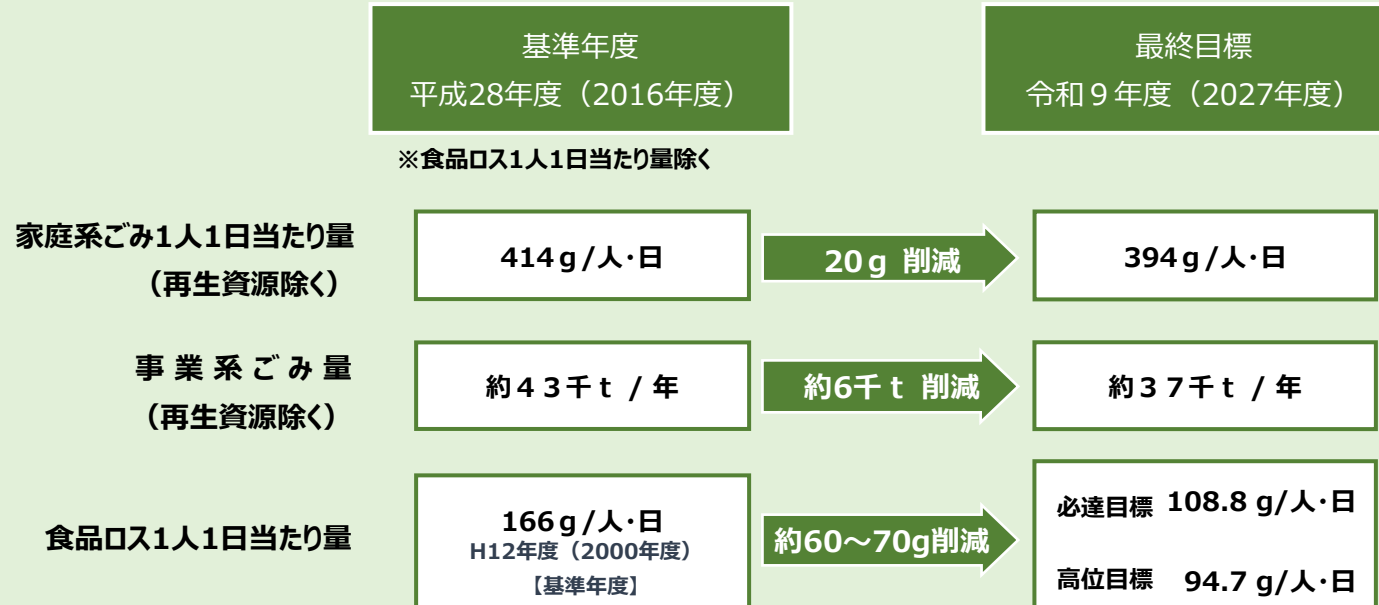 基準年度
平成28年度（2016年度）
最終目標
令和９年度（2027年度）
※食品ロス1人1日当たり量除く
家庭系ごみ1人1日当たり量
（再生資源除く）
414ｇ/人・日
20ｇ 削減
394ｇ/人・日
事 業 系 ご み 量
（再生資源除く）
約４３千ｔ / 年
約6千ｔ 削減
約３７千ｔ / 年
食品ロス1人1日当たり量
166ｇ/人・日
H12年度（2000年度）
【基準年度】
約60～70g削減
必達目標 108.8 g/人・日
高位目標 94.7 g/人・日